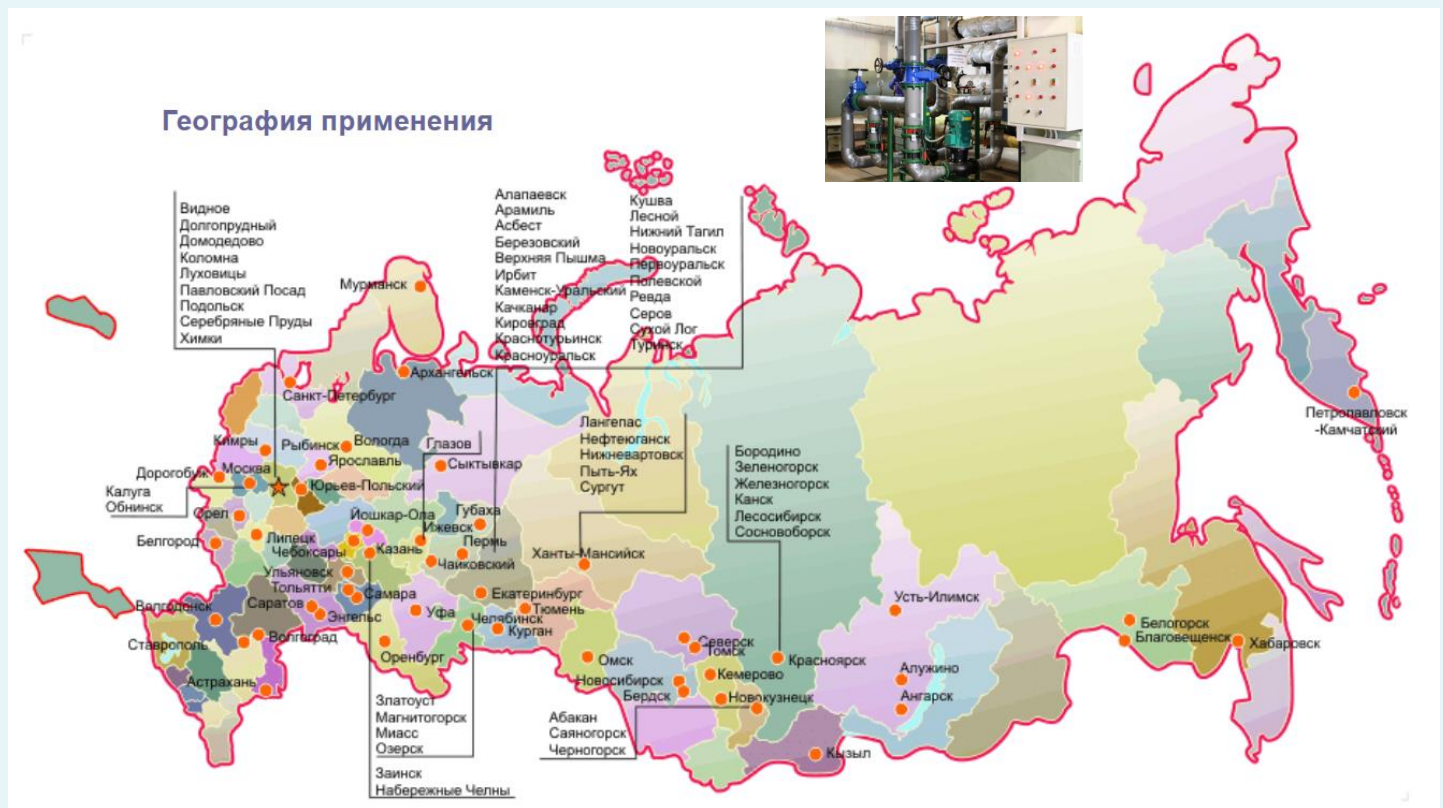 География применения
Видное
Долгопрудный
Домодедово
Коломна
Луховицы
Павловский Посад
Подольск
Серебряные Пруды
Химки
Алапаевск
Арамиль
Асбест
Березовский
Верхняя Пышма
Ирбит
Каменск-Уральский
Качканар
Кировград
Краснотурьинск
Красноуральск
Кушва
Лесной
Нижний Тагил
Новоуральск
Первоуральск
Полевской
Ревда
Серов
Сухой Лог
Туринск
Мурманск
Архангельск
Санкт-Петербург
Кимры
Рыбинск
Вологда
Глазов
Ярославль
Сыктывкар
Дорогобуж
Москва
Юрьев-Польский
Калуга
Обнинск
Орел
Йошкар-Ола
Губаха
Ижевск
Белгород
Липецк
Чебоксары
Казань
Пермь
Чайковский
Ульяновск
Тольятти
Самара
Саратов
Энгельс
Уфа
Екатеринбург
Челябинск
Тюмень
Курган
Волгодонск
Ставрополь
Волгоград
Оренбург
Астрахань
Лангепас
Нефтеюганск
Нижневартовск
Пыть-Ях
Сургут
Ханты-Мансийск
Бородино
Зеленогорск
Железногорск
Канск
Лесосибирск
Сосновоборск
Петропавловск
-Камчатский
Усть-Илимск
Белогорск
Благовещенск
Хабаровск
Северск
Томск
Омск
Красноярск
Кемерово
Новосибирск
Бердск
Новокузнецк
Алужино
Ангарск
Златоуст
Магнитогорск
Миасс
Озерск
Абакан
Саяногорск
Черногорск
Кызыл
Заинск
Набережные Челны